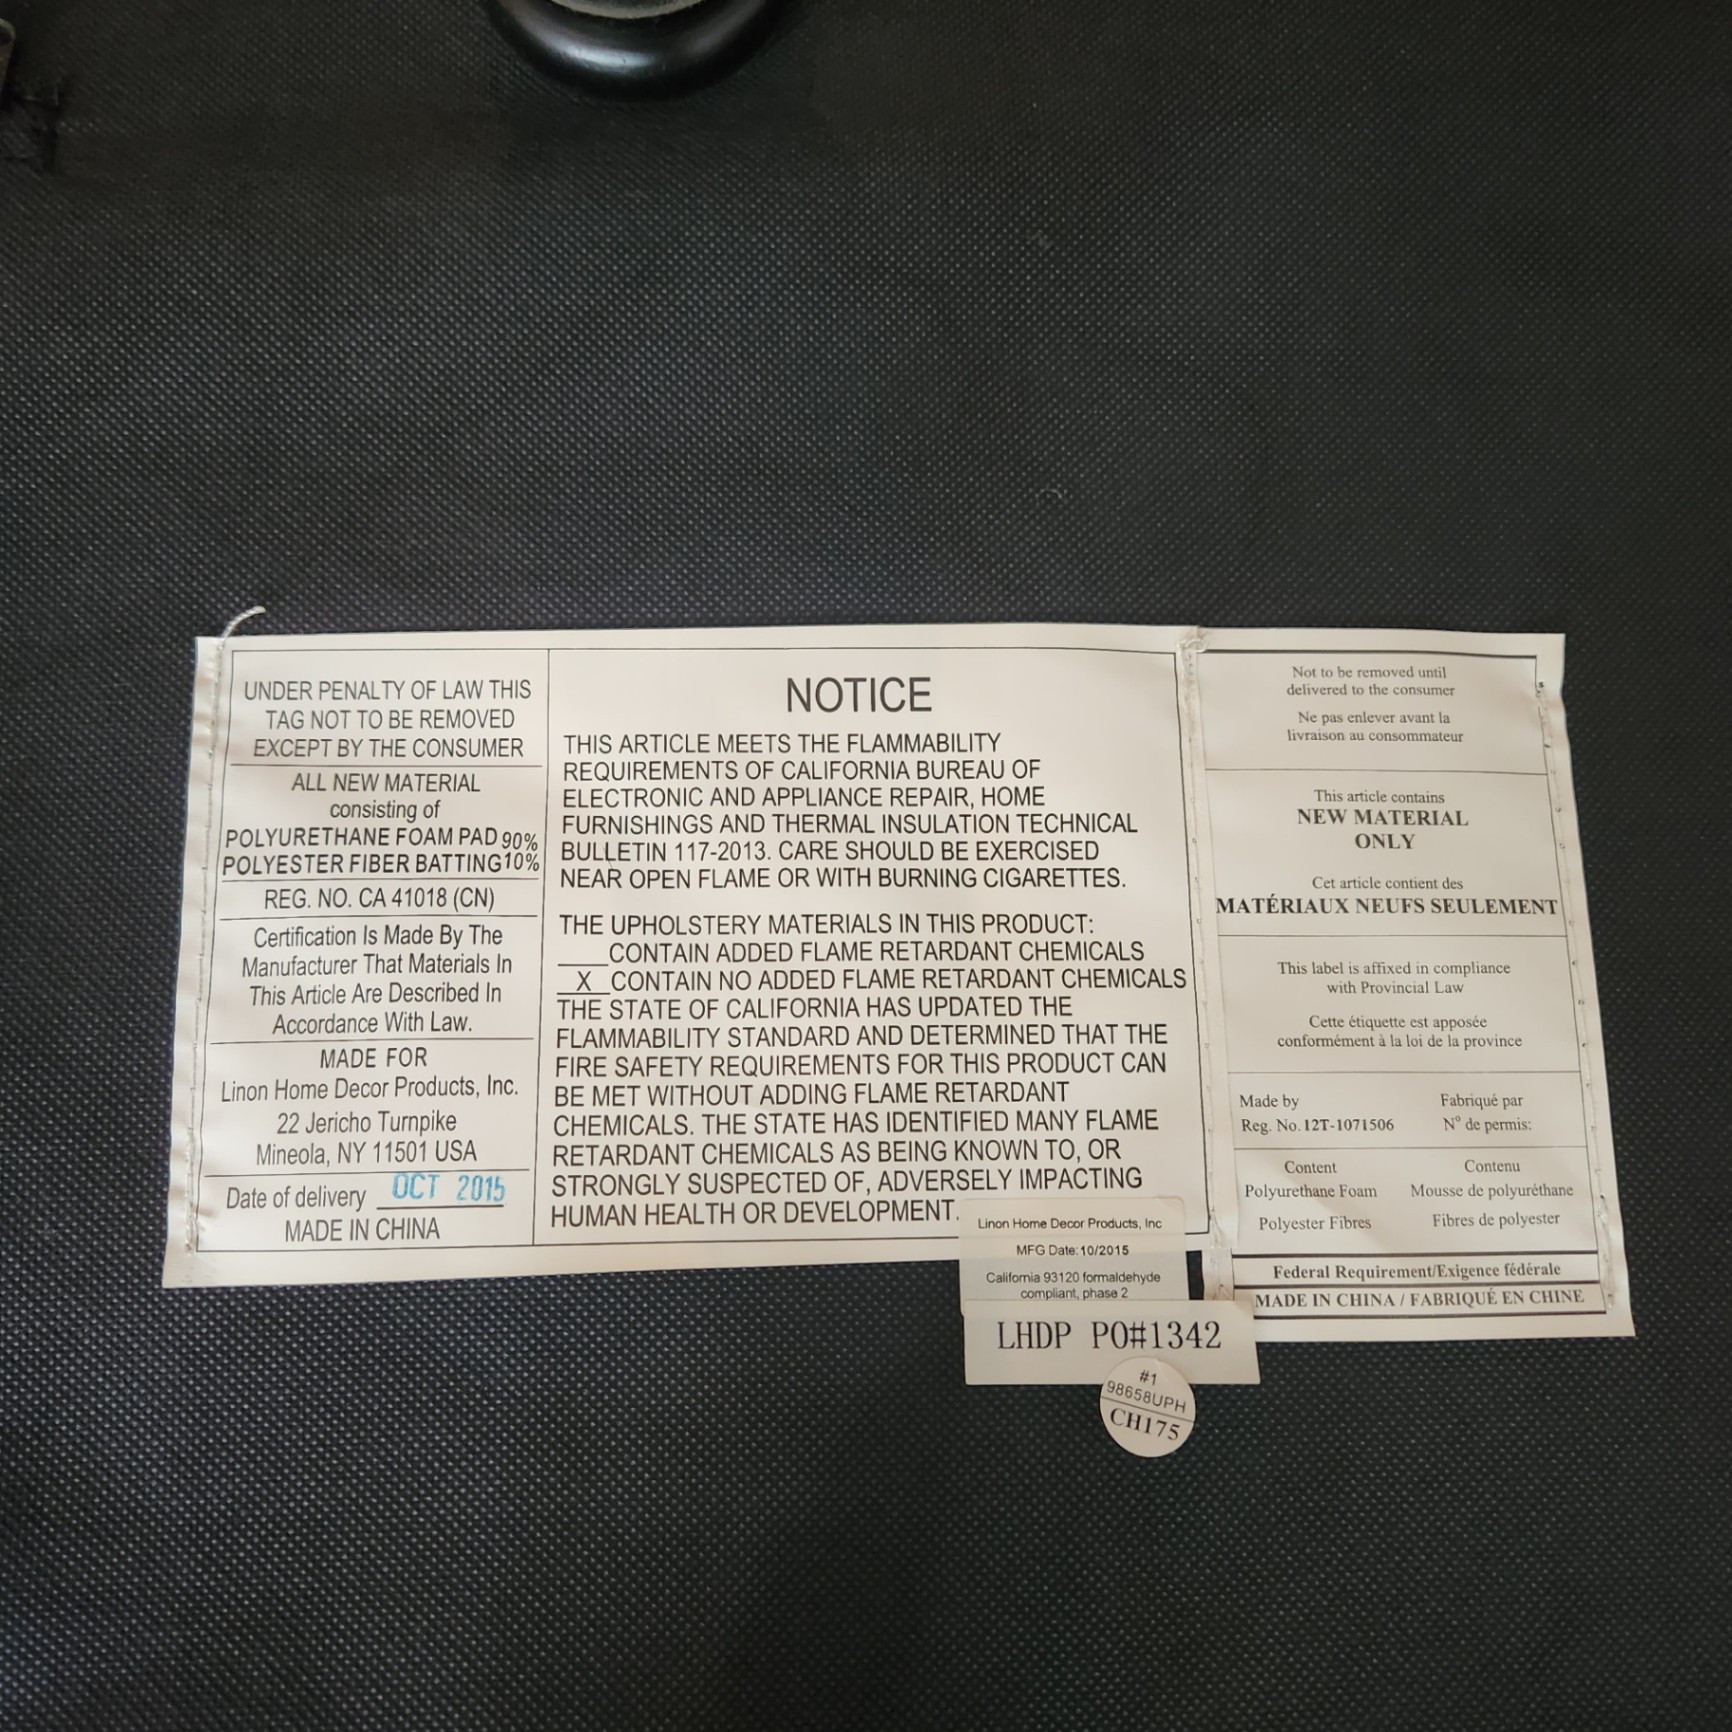 UNDER PENALTY OF LAW THIS
TAG NOT TO BE REMOVED
EXCEPT BY THE CONSUMER
ALL NEW MATERIAL
consisting of
POLYURETHANE FOAM PAD 90%
POLYESTER FIBER BATTING 10%
REG. NO. CA 41018 (CN)
Certification Is Made By The
Manufacturer That Materials In
This Article Are Described In
Accordance With Law.
MADE FOR
Linon Home Decor Products, Inc.
22 Jericho Turnpike
Mineola, NY 11501 USA
Date of delivery OCT 2015
MADE IN CHINA
NOTICE
THIS ARTICLE MEETS THE FLAMMABILITY
REQUIREMENTS OF CALIFORNIA BUREAU OF
ELECTRONIC AND APPLIANCE REPAIR, HOME
FURNISHINGS AND THERMAL INSULATION TECHNICAL
BULLETIN 117-2013. CARE SHOULD BE EXERCISED
NEAR OPEN FLAME OR WITH BURNING CIGARETTES.
THE UPHOLSTERY MATERIALS IN THIS PRODUCT:
____CONTAIN ADDED FLAME RETARDANT CHEMICALS
_X_CONTAIN NO ADDED FLAME RETARDANT CHEMICALS
THE STATE OF CALIFORNIA HAS UPDATED THE
FLAMMABILITY STANDARD AND DETERMINED THAT THE
FIRE SAFETY REQUIREMENTS FOR THIS PRODUCT CAN
BE MET WITHOUT ADDING FLAME RETARDANT
CHEMICALS. THE STATE HAS IDENTIFIED MANY FLAME
RETARDANT CHEMICALS AS BEING KNOWN TO, OR
STRONGLY SUSPECTED OF, ADVERSELY IMPACTING
HUMAN HEALTH OR DEVELOPMENT.
Linon Home Decor Products, Inc
MFG Date: 10/2015
California 93120 formaldehyde
compliant, phase 2
LHDP PO#1342
#1
98658UPH
CH175
Not to be removed until
delivered to the consumer
Ne pas enlever avant la
livraison au consommateur
This article contains
NEW MATERIAL
ONLY
Cet article contient des
MATÉRIAUX NEUFS SEULEMENT
This label is affixed in compliance
with Provincial Law
Cette étiquette est apposée
conformément à la loi de la province
Made by Fabriqué par
Reg. No. 12T-1071506 N° de permis:
Content Contenu
Polyurethane Foam Mousse de polyuréthane
Polyester Fibres Fibres de polyester
Federal Requirement/Exigence fédérale
MADE IN CHINA / FABRIQUÉ EN CHINE